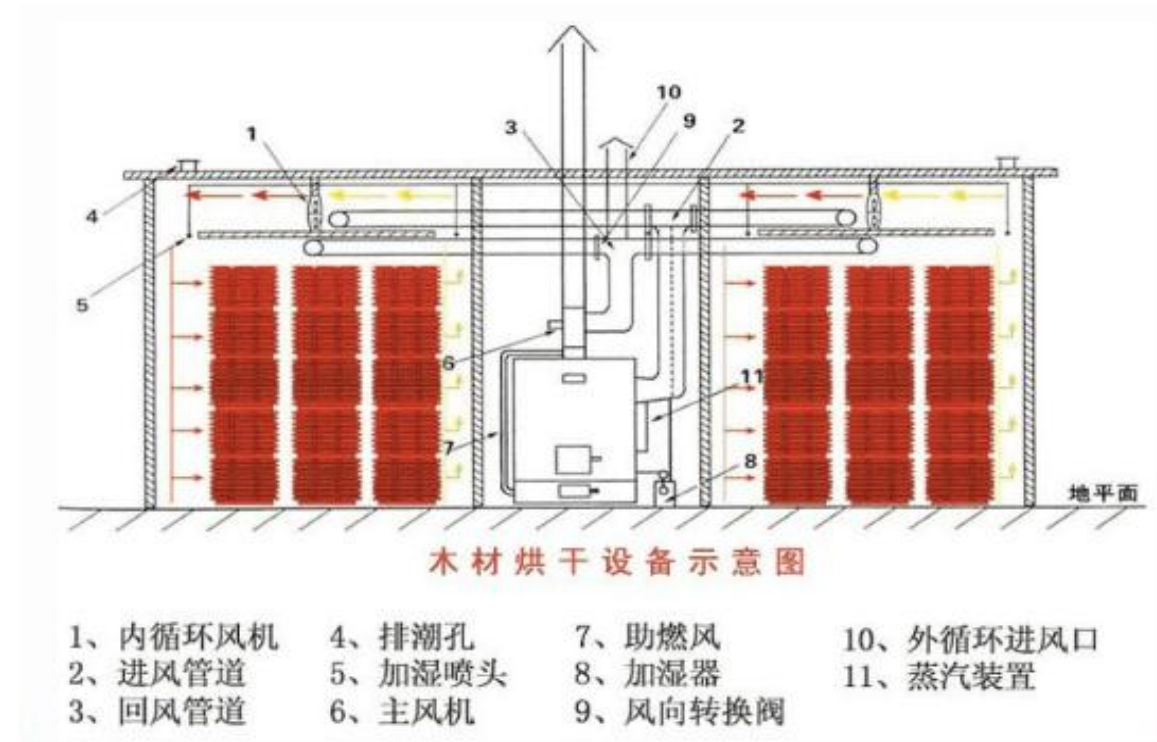 10
9
3
2
1
4
5
6
11
7
8
地平面
木材烘干设备示意图
1、内循环风机 4、排潮孔 7、助燃风 10、外循环进风口
2、进风管道 5、加湿喷头 8、加湿器 11、蒸汽装置
3、回风管道 6、主风机 9、风向转换阀